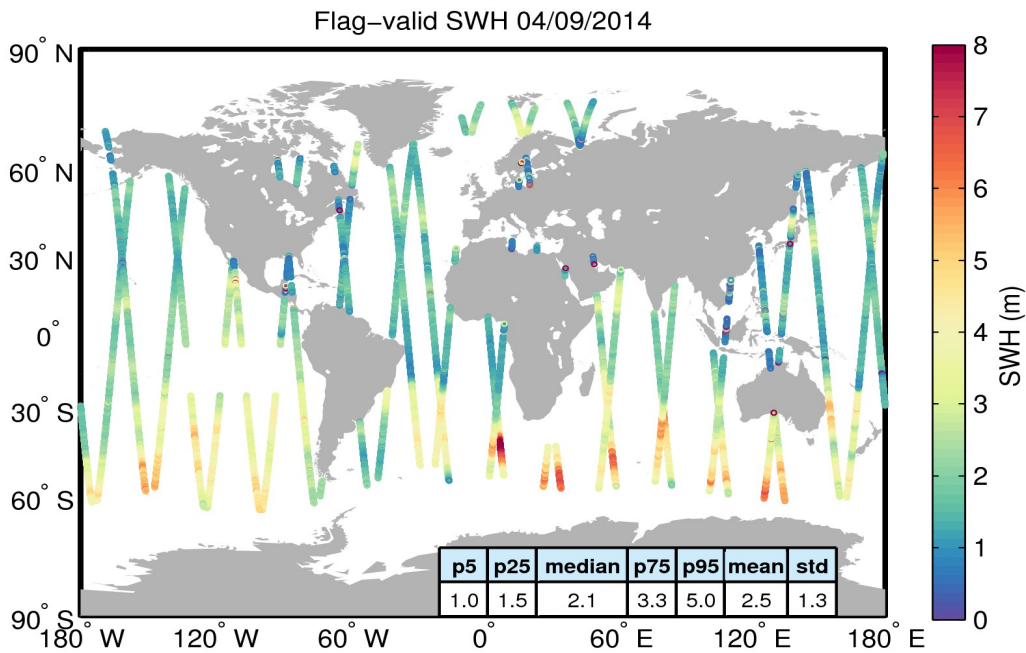 Flag−valid SWH 04/09/2014
90° N
60° N
30° N
0°
30° S
60° S
90° S
180° W
120° W
60° W
0°
60° E
120° E
180° E
8
7
6
5
4
3
2
1
0
SWH (m)
p5 p25 median p75 p95 mean std
1.0 1.5 2.1 3.3 5.0 2.5 1.3